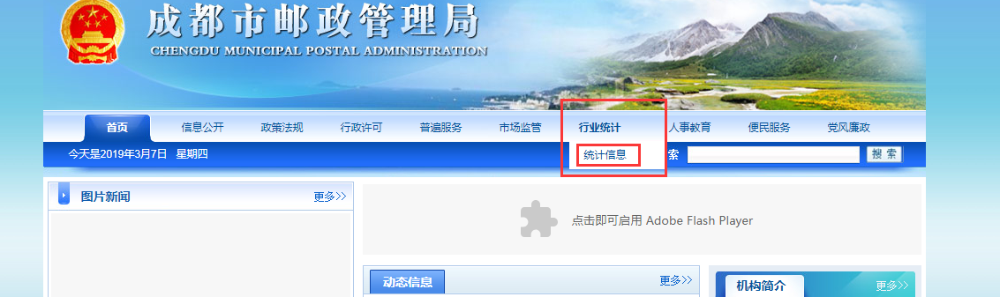 成都市邮政管理局
CHENGDU MUNICIPAL POSTAL ADMINISTRATION
首页 信息公开 政策法规 行政许可 普遍服务 市场监管 行业统计 人事教育 便民服务 党风廉政
今天是2019年3月7日 星期四 统计信息 索 搜 索
图片新闻 更多>>
点击即可启用 Adobe Flash Player
动态信息 更多>>
机构简介 更多>>